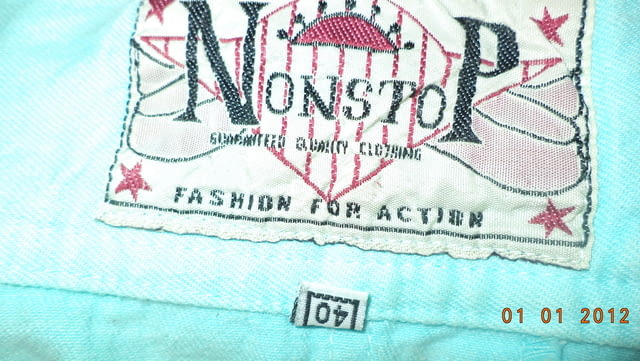 NONSTOP
GUARANTEED QUALITY CLOTHING
FASHION FOR ACTION
40
01 01 2012